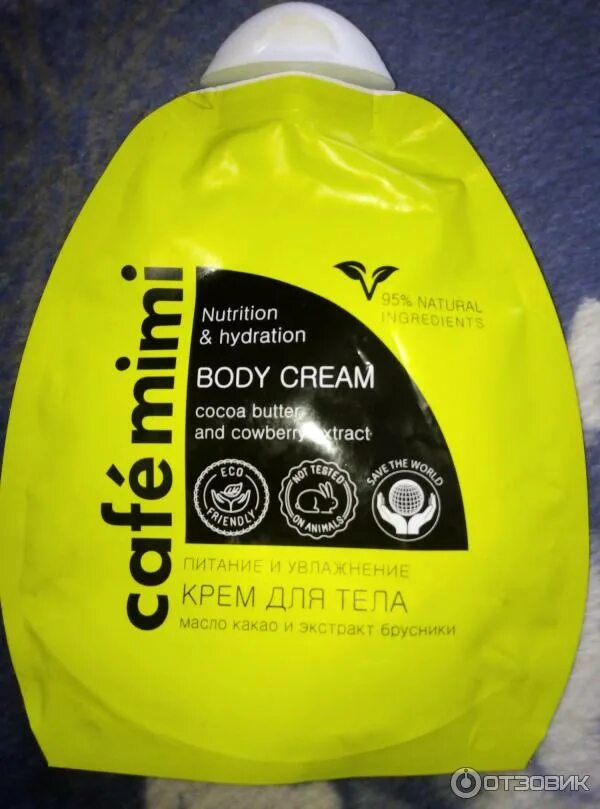 café mimi
95% NATURAL
INGREDIENTS
Nutrition
& hydration
BODY CREAM
cocoa butter
and cowberry extract
ECO
FRIENDLY
NOT TESTED
ON ANIMALS
SAVE THE WORLD
ПИТАНИЕ И УВЛАЖНЕНИЕ
КРЕМ ДЛЯ ТЕЛА
масло какао и экстракт брусники
ОТЗОВИК